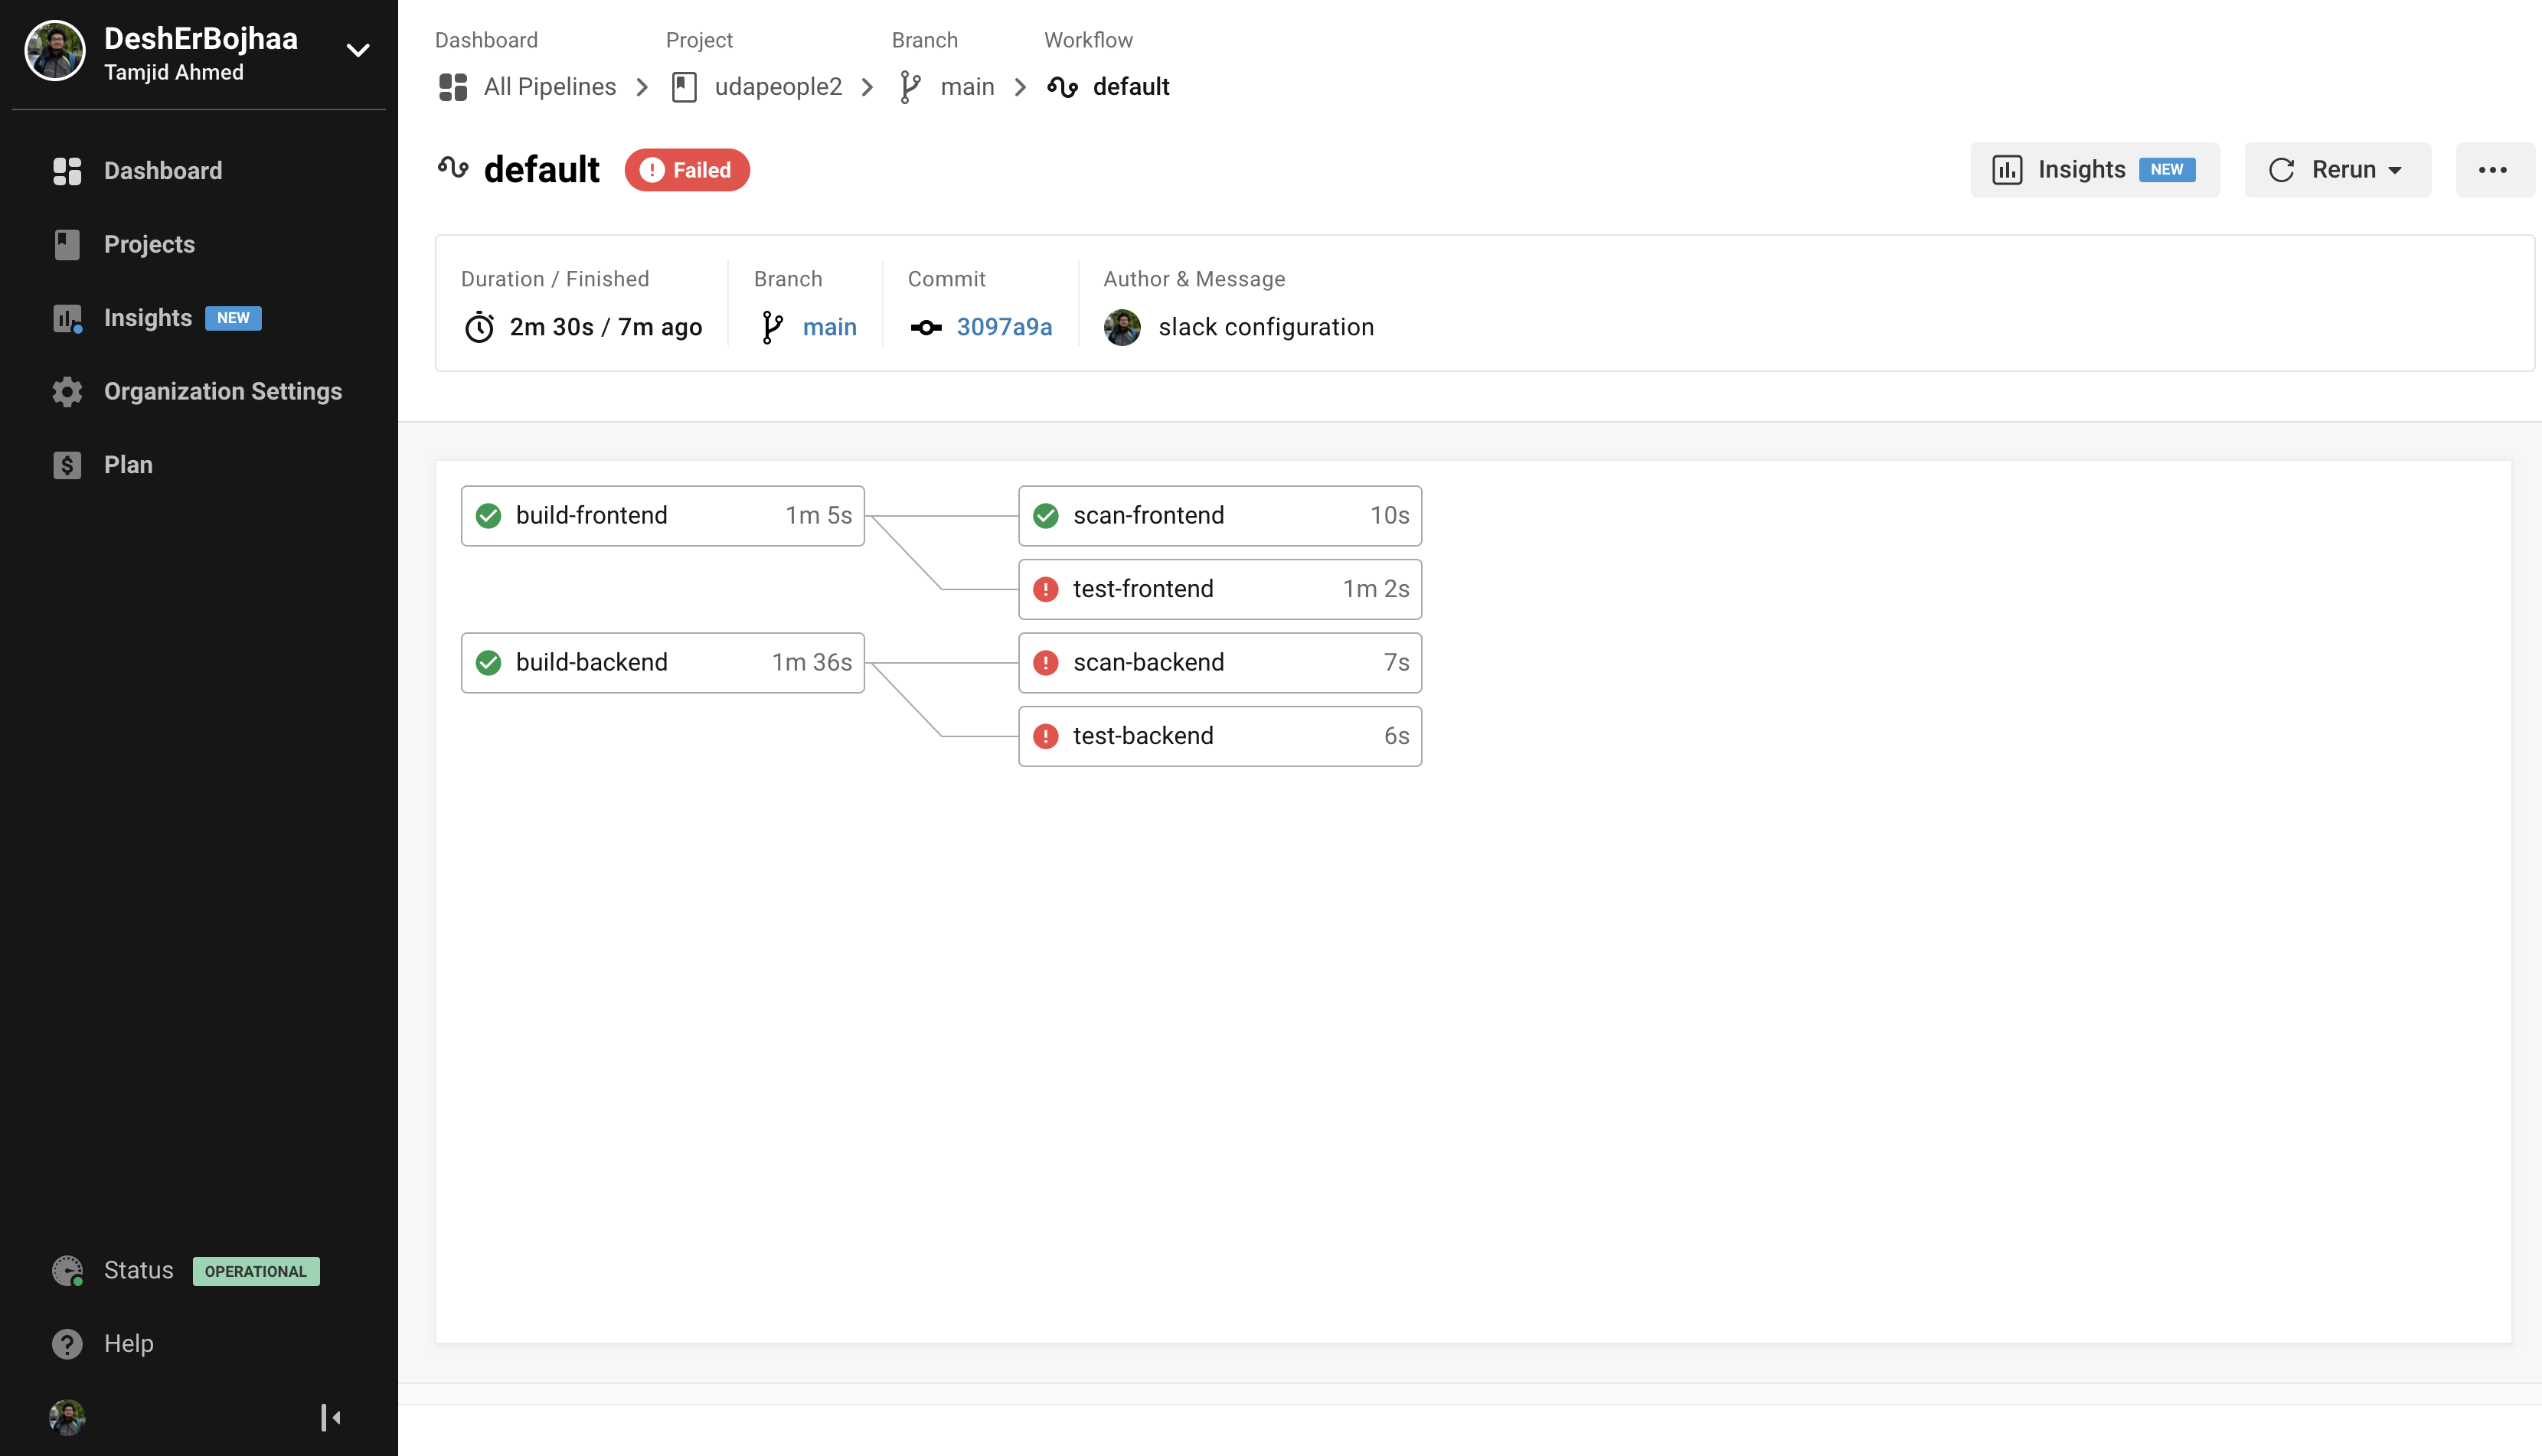 DeshErBojhaa
Tamjid Ahmed
Dashboard
Projects
Insights NEW
Organization Settings
Plan
Status OPERATIONAL
Help
Dashboard Project Branch Workflow
All Pipelines udapeople2 main default
default Failed
Insights NEW Rerun
Duration / Finished Branch Commit Author & Message
2m 30s / 7m ago main 3097a9a slack configuration
build-frontend 1m 5s scan-frontend 10s
test-frontend 1m 2s
build-backend 1m 36s scan-backend 7s
test-backend 6s